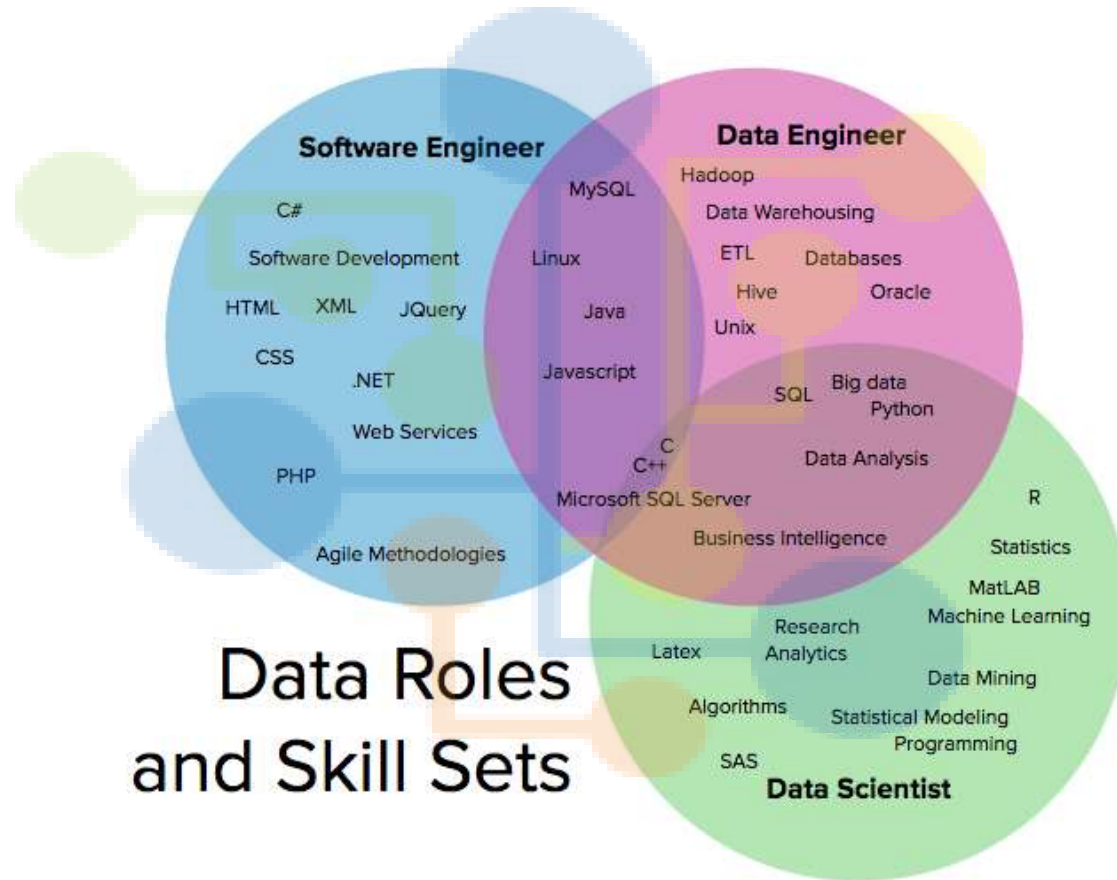 Software Engineer
Data Engineer
C#
Software Development
HTML
XML
JQuery
CSS
.NET
Web Services
PHP
Agile Methodologies
MySQL
Linux
Java
Javascript
C
C++
Microsoft SQL Server
Hadoop
Data Warehousing
ETL
Databases
Hive
Oracle
Unix
SQL
Big data
Python
Data Analysis
Business Intelligence
R
Statistics
MatLAB
Machine Learning
Research
Analytics
Latex
Data Mining
Algorithms
Statistical Modeling
Programming
SAS
Data Scientist
Data Roles
and Skill Sets